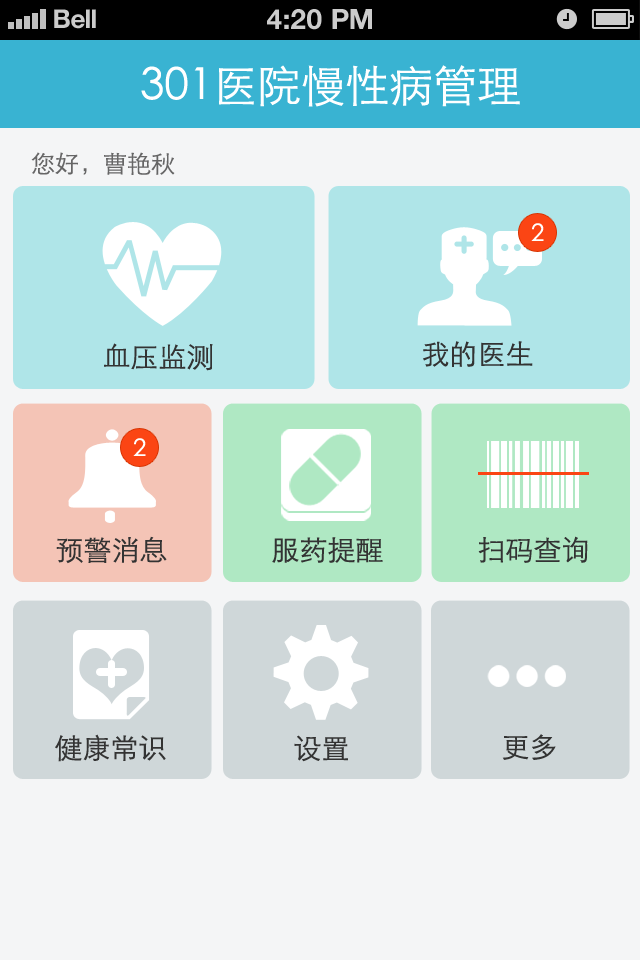 Bell 4:20 PM
301医院慢性病管理
您好，曹艳秋
2
血压监测 我的医生
2
预警消息 服药提醒 扫码查询
健康常识 设置 更多